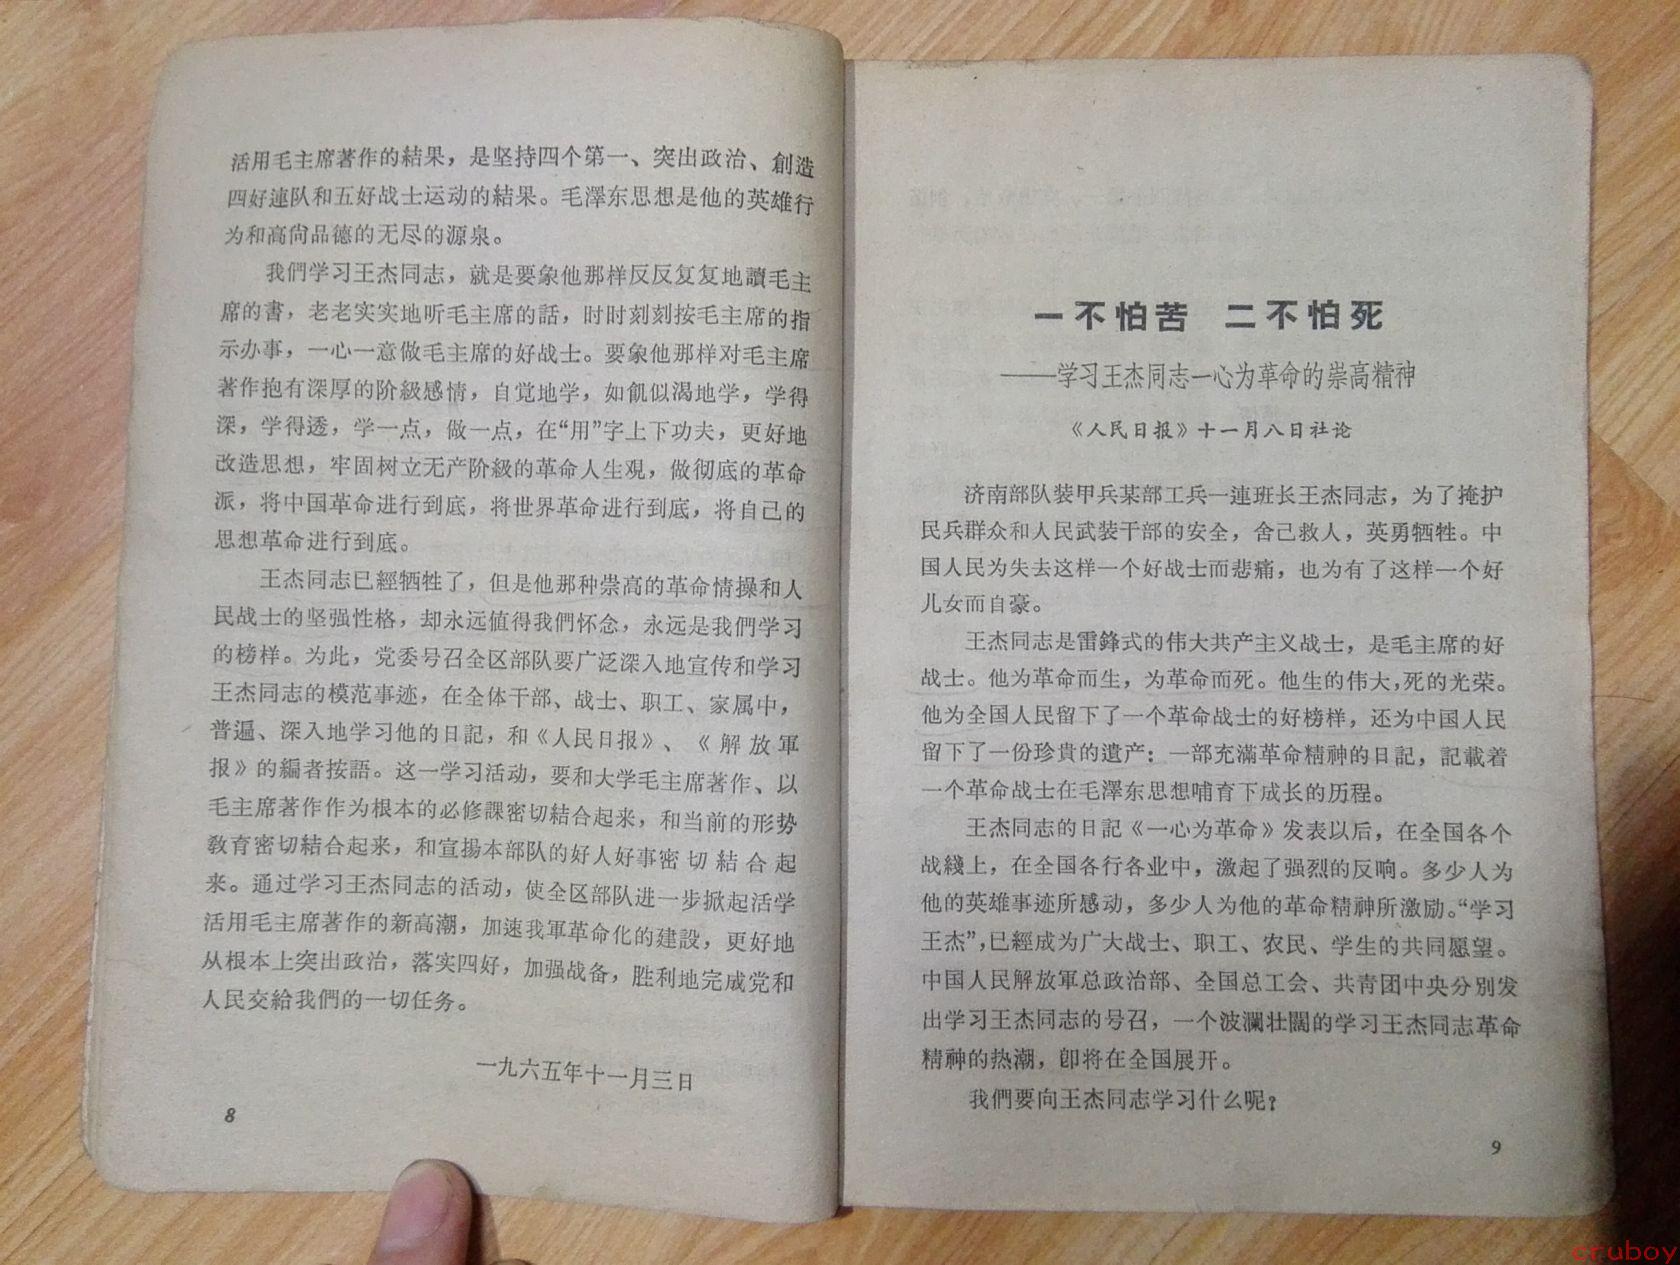 活用毛主席著作的結果，是坚持四个第一、突出政治、創造
四好連队和五好战士运动的結果。毛澤东思想是他的英雄行
为和高尙品德的无尽的源泉。
我們学习王杰同志，就是要象他那样反反复复地讀毛主
席的書，老老实实地听毛主席的話，时时刻刻按毛主席的指
示办事，一心一意做毛主席的好战士。要象他那样对毛主席
著作抱有深厚的阶級感情，自覚地学，如飢似渴地学，学得
深，学得透，学一点，做一点，在“用”字上下功夫，更好地
改造思想，牢固树立无产阶級的革命人生观，做彻底的革命
派，将中国革命进行到底，将世界革命进行到底，将自己的
思想革命进行到底。
王杰同志已經牺牲了，但是他那种崇高的革命情操和人
民战士的坚强性格，却永远値得我們怀念，永远是我們学习
的榜样。为此，党委号召全区部队要广泛深入地宣传和学习
王杰同志的模范事迹，在全体干部、战士、职工、家属中，
普遍、深入地学习他的日記，和《人民日报》、《解放軍
报》的編者按語。这一学习活动，要和大学毛主席著作、以
毛主席著作作为根本的必修課密切結合起来，和当前的形势
敎育密切結合起来，和宣揚本部队的好人好事密切結合起
来。通过学习王杰同志的活动，使全区部队进一步掀起活学
活用毛主席著作的新高潮，加速我軍革命化的建設，更好地
从根本上突出政治，落实四好，加强战备，胜利地完成党和
人民交給我們的一切任务。
一九六五年十一月三日
8
一不怕苦 二不怕死
——学习王杰同志一心为革命的崇高精神
《人民日报》十一月八日社论
济南部队装甲兵某部工兵一連班长王杰同志，为了掩护
民兵群众和人民武装干部的安全，舍己救人，英勇牺牲。中
国人民为失去这样一个好战士而悲痛，也为有了这样一个好
儿女而自豪。
王杰同志是雷鋒式的伟大共产主义战士，是毛主席的好
战士。他为革命而生，为革命而死。他生的伟大，死的光荣。
他为全国人民留下了一个革命战士的好榜样，还为中国人民
留下了一份珍貴的遺产：一部充滿革命精神的日記，記載着
一个革命战士在毛澤东思想哺育下成长的历程。
王杰同志的日記《一心为革命》发表以后，在全国各个
战綫上，在全国各行各业中，激起了强烈的反响。多少人为
他的英雄事迹所感动，多少人为他的革命精神所激励。“学习
王杰”，已經成为广大战士、职工、农民、学生的共同愿望。
中国人民解放軍总政治部、全国总工会、共靑团中央分別发
出学习王杰同志的号召，一个波瀾壮闊的学习王杰同志革命
精神的热潮，卽将在全国展开。
我們要向王杰同志学习什么呢？
9
cruboy